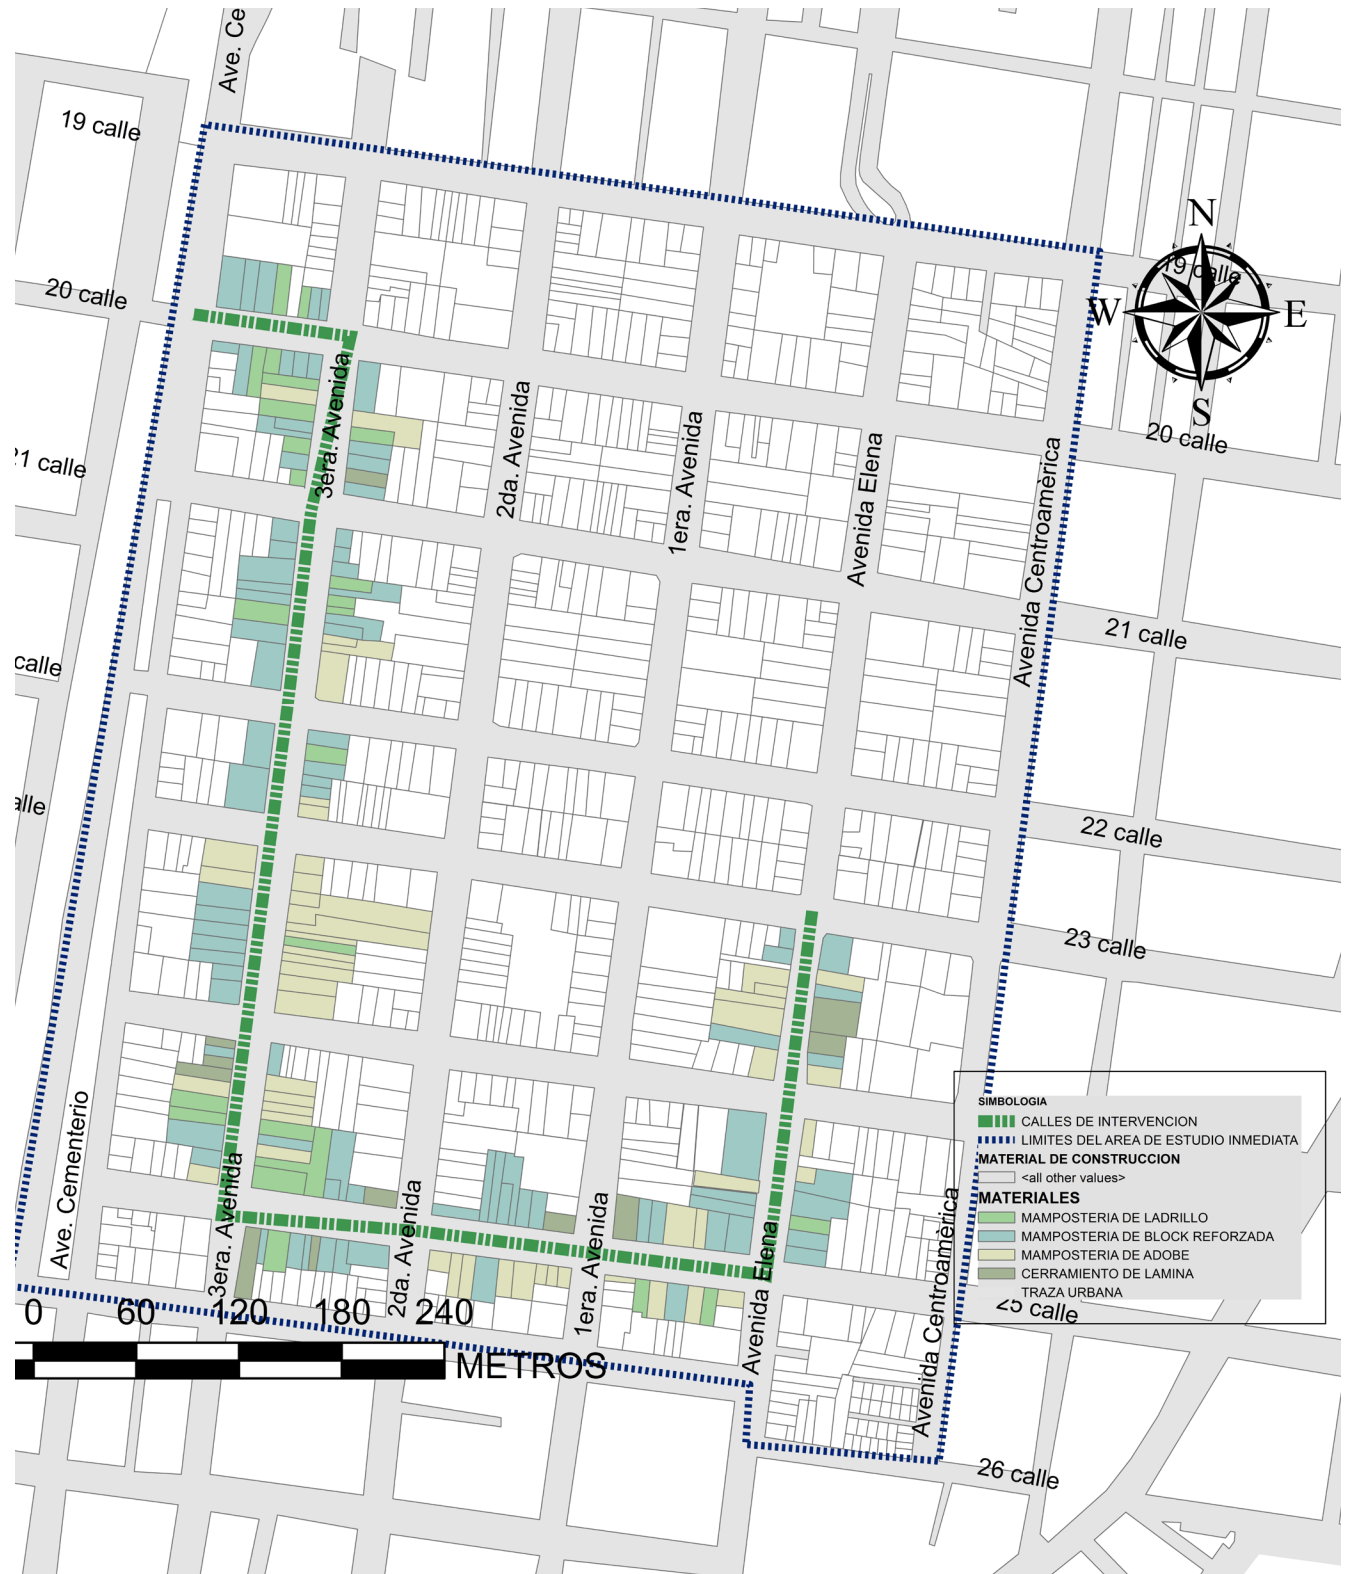 Ave. Ce
19 calle
N
19 calle
W
E
S
20 calle
20 calle
3era. Avenida
2da. Avenida
1era. Avenida
Avenida Elena
Avenida Centroamèrica
21 calle
21 calle
calle
alle
22 calle
23 calle
SIMBOLOGIA
CALLES DE INTERVENCION
LIMITES DEL AREA DE ESTUDIO INMEDIATA
MATERIAL DE CONSTRUCCION
<all other values>
MATERIALES
MAMPOSTERIA DE LADRILLO
MAMPOSTERIA DE BLOCK REFORZADA
MAMPOSTERIA DE ADOBE
CERRAMIENTO DE LAMINA
TRAZA URBANA
Ave. Cementerio
3era. Avenida
2da. Avenida
1era. Avenida
Avenida Elena
Avenida Centroamèrica
25 calle
0 60 120 180 240
METROS
26 calle